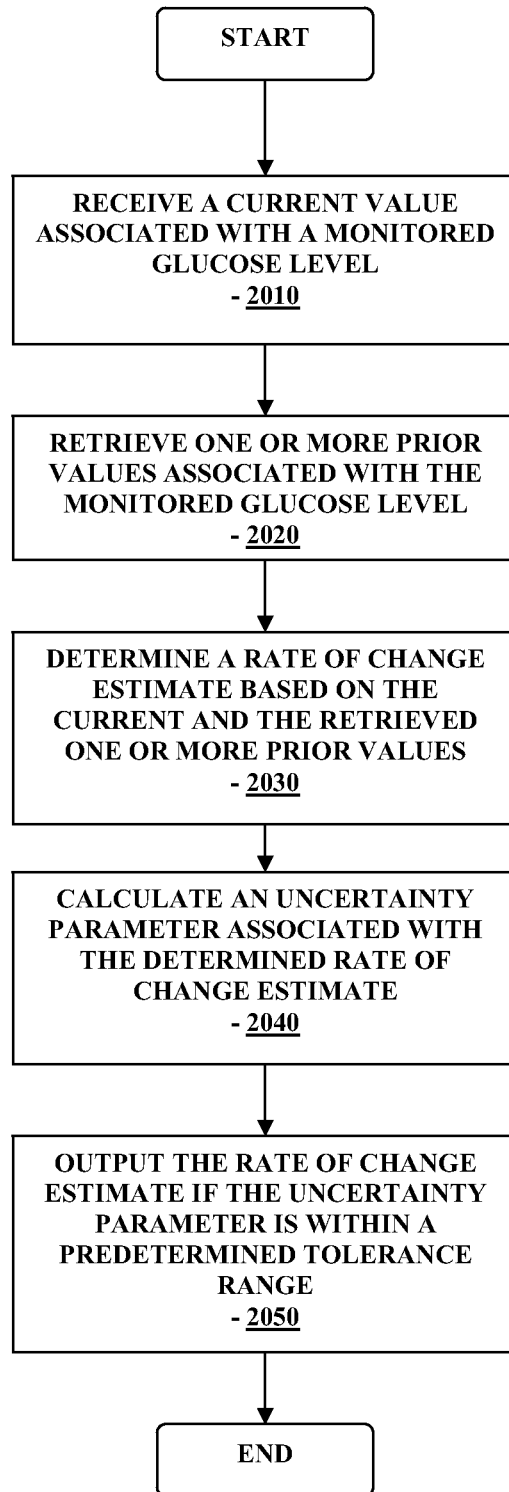 START
RECEIVE A CURRENT VALUE
ASSOCIATED WITH A MONITORED
GLUCOSE LEVEL
- 2010
RETRIEVE ONE OR MORE PRIOR
VALUES ASSOCIATED WITH THE
MONITORED GLUCOSE LEVEL
- 2020
DETERMINE A RATE OF CHANGE
ESTIMATE BASED ON THE
CURRENT AND THE RETRIEVED
ONE OR MORE PRIOR VALUES
- 2030
CALCULATE AN UNCERTAINTY
PARAMETER ASSOCIATED WITH
THE DETERMINED RATE OF
CHANGE ESTIMATE
- 2040
OUTPUT THE RATE OF CHANGE
ESTIMATE IF THE UNCERTAINTY
PARAMETER IS WITHIN A
PREDETERMINED TOLERANCE
RANGE
- 2050
END